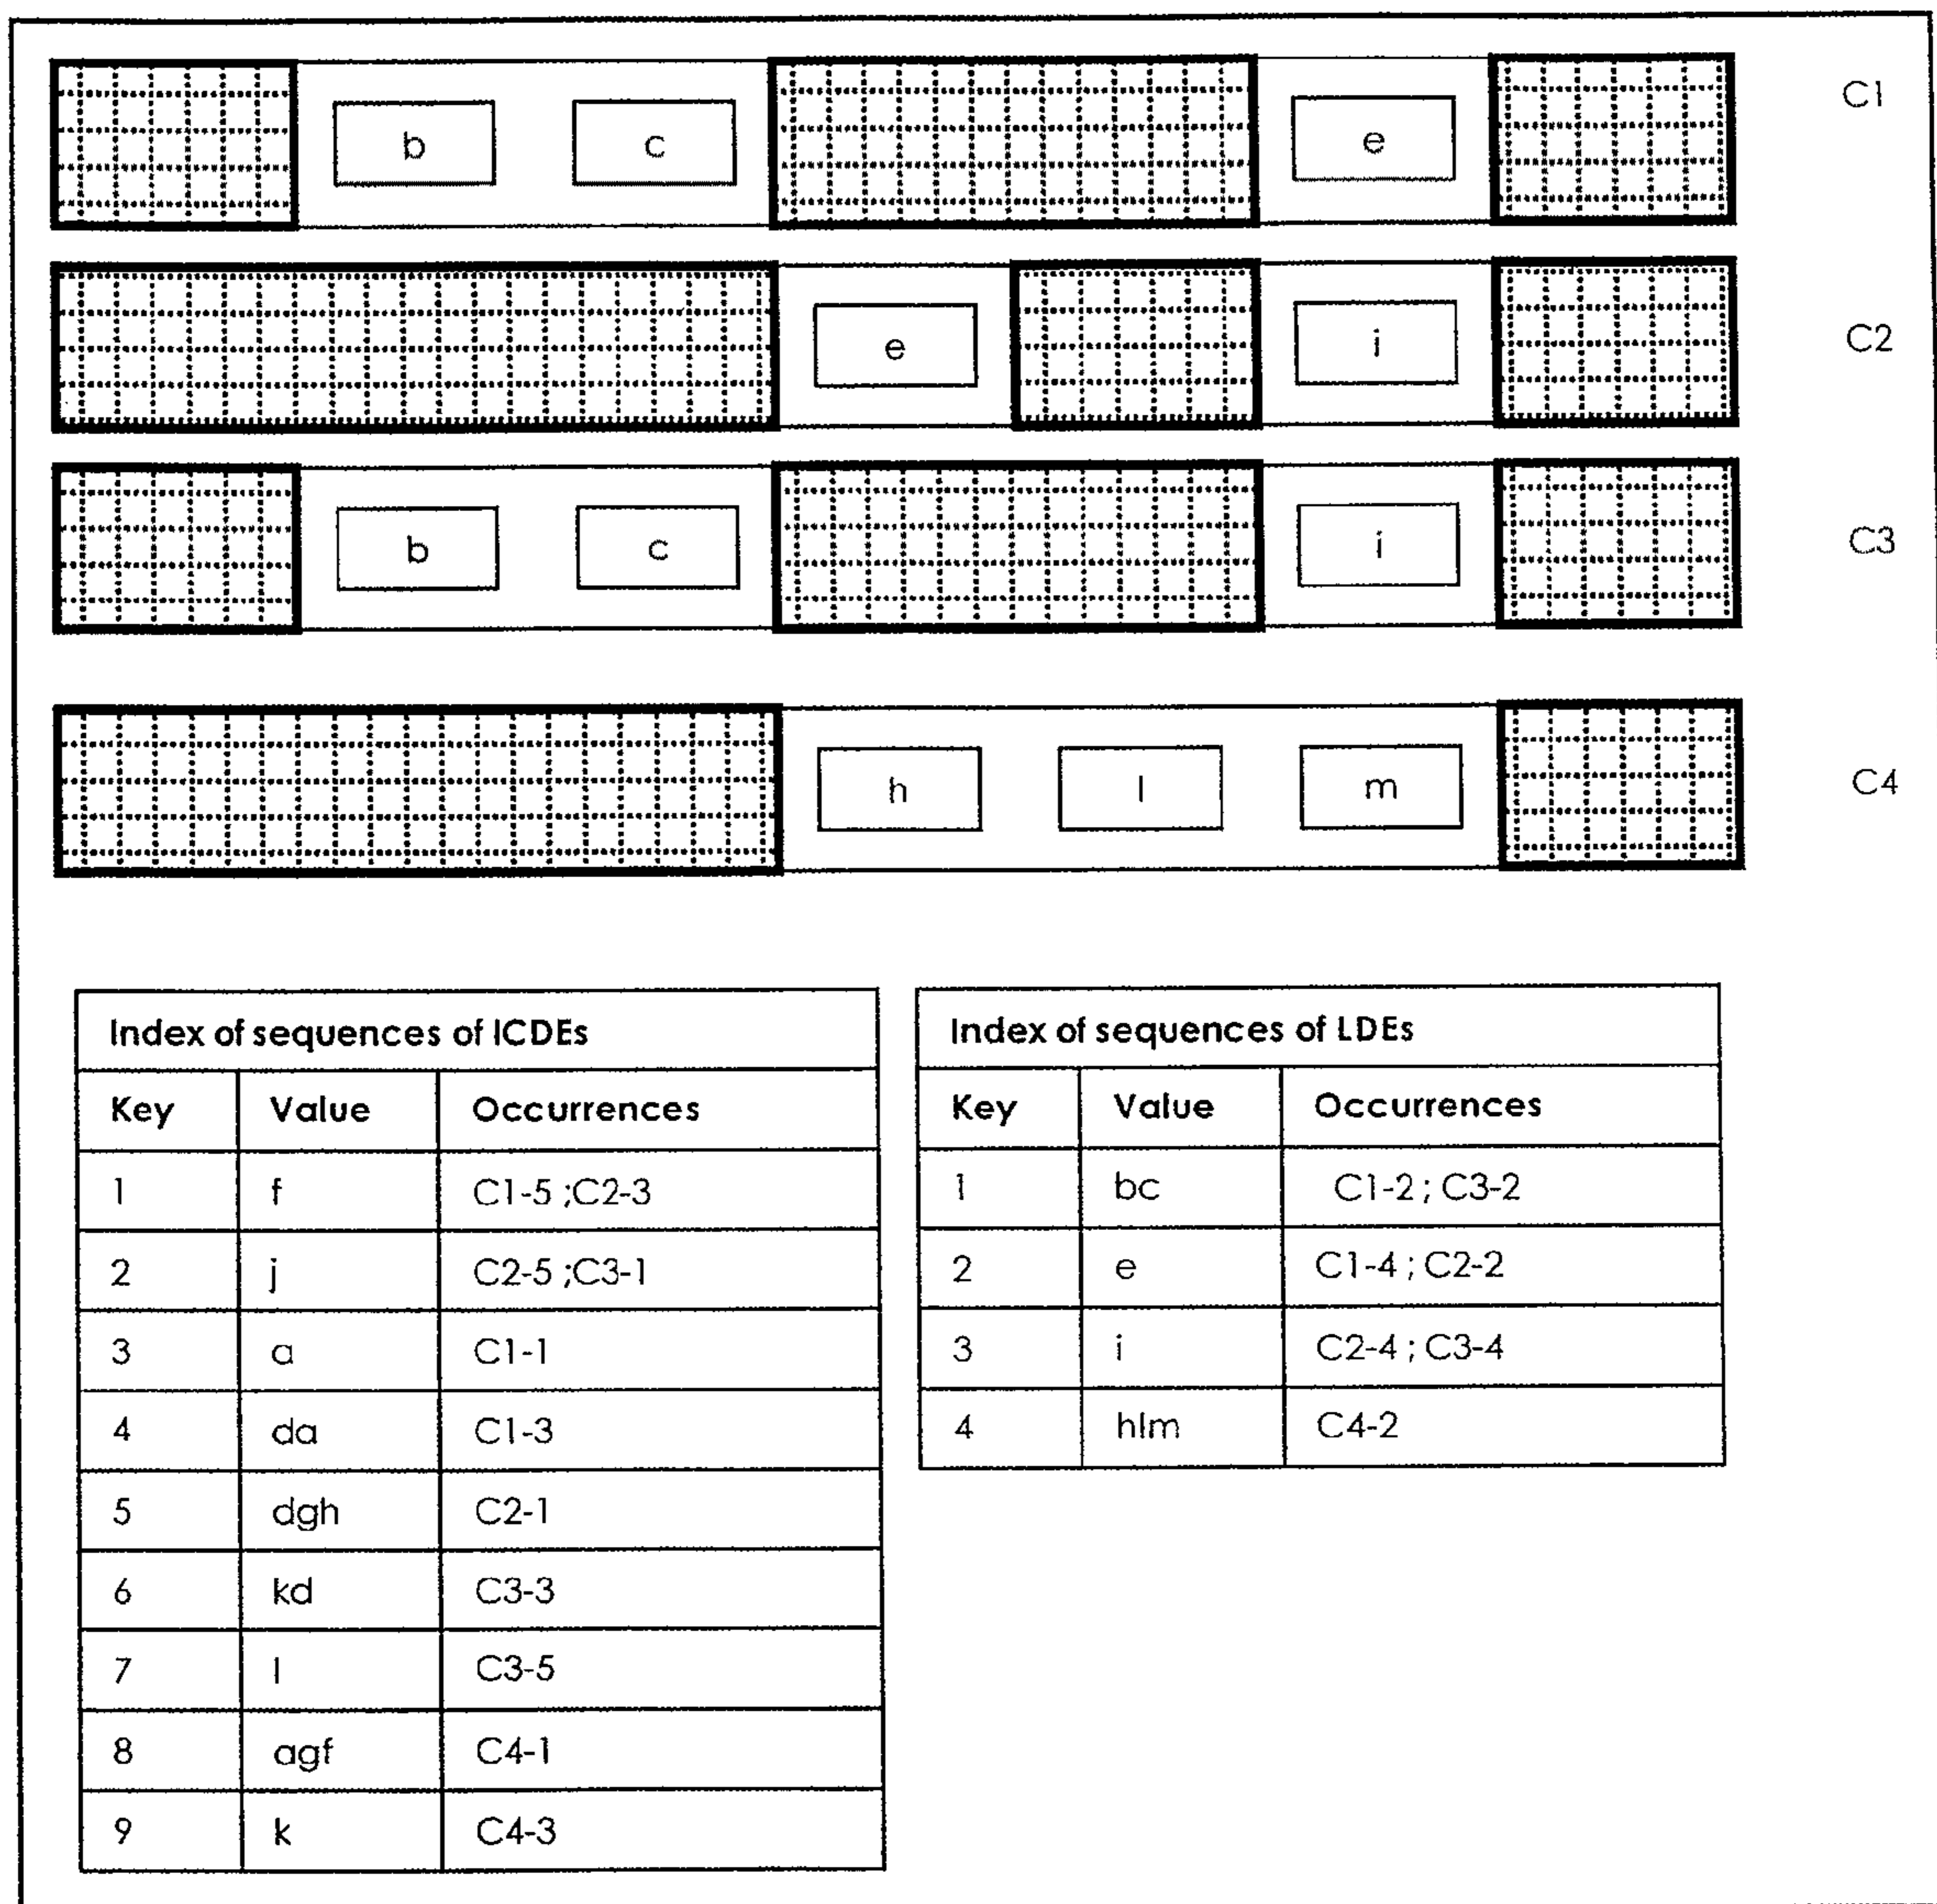 b c e C1
e i C2
b c i C3
h l m C4
Index of sequences of ICDEs
Key Value Occurrences
1 f C1-5 ;C2-3
2 j C2-5 ;C3-1
3 a C1-1
4 da C1-3
5 dgh C2-1
6 kd C3-3
7 l C3-5
8 agf C4-1
9 k C4-3
Index of sequences of LDEs
Key Value Occurrences
1 bc C1-2 ; C3-2
2 e C1-4 ; C2-2
3 i C2-4 ; C3-4
4 hlm C4-2